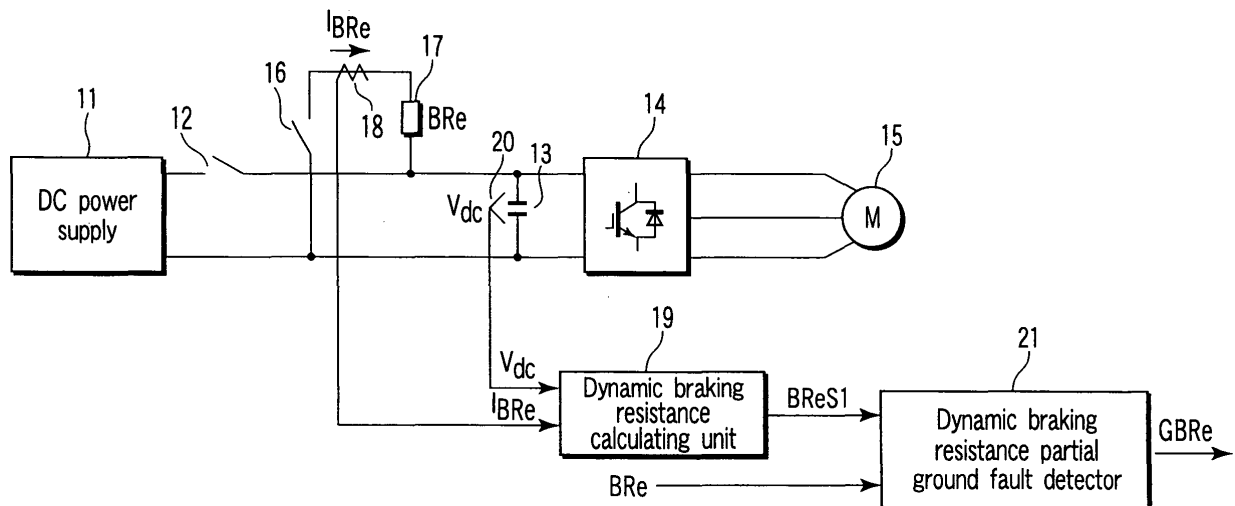 IBRe
17
16
18
BRe
11
12
20
13
14
15
DC power
supply
Vdc
M
19
21
Vdc
IBRe
Dynamic braking
resistance
calculating unit
BReS1
BRe
Dynamic braking
resistance partial
ground fault detector
GBRe